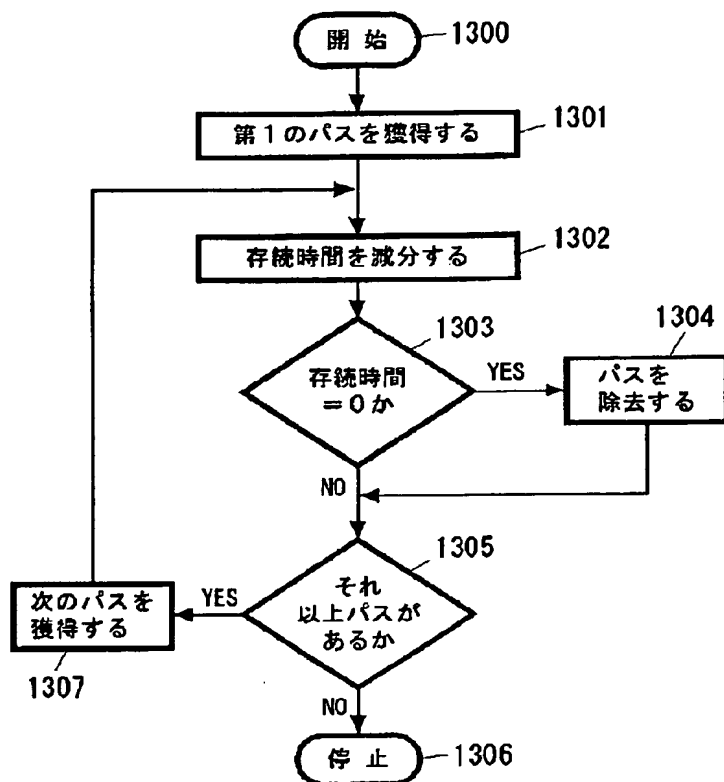 開始
1300
第1のパスを獲得する
1301
存続時間を減分する
1302
1303
存続時間
=0か
YES
1304
パスを
除去する
NO
1305
それ
以上パスが
あるか
YES
次のパスを
獲得する
1307
NO
停止
1306